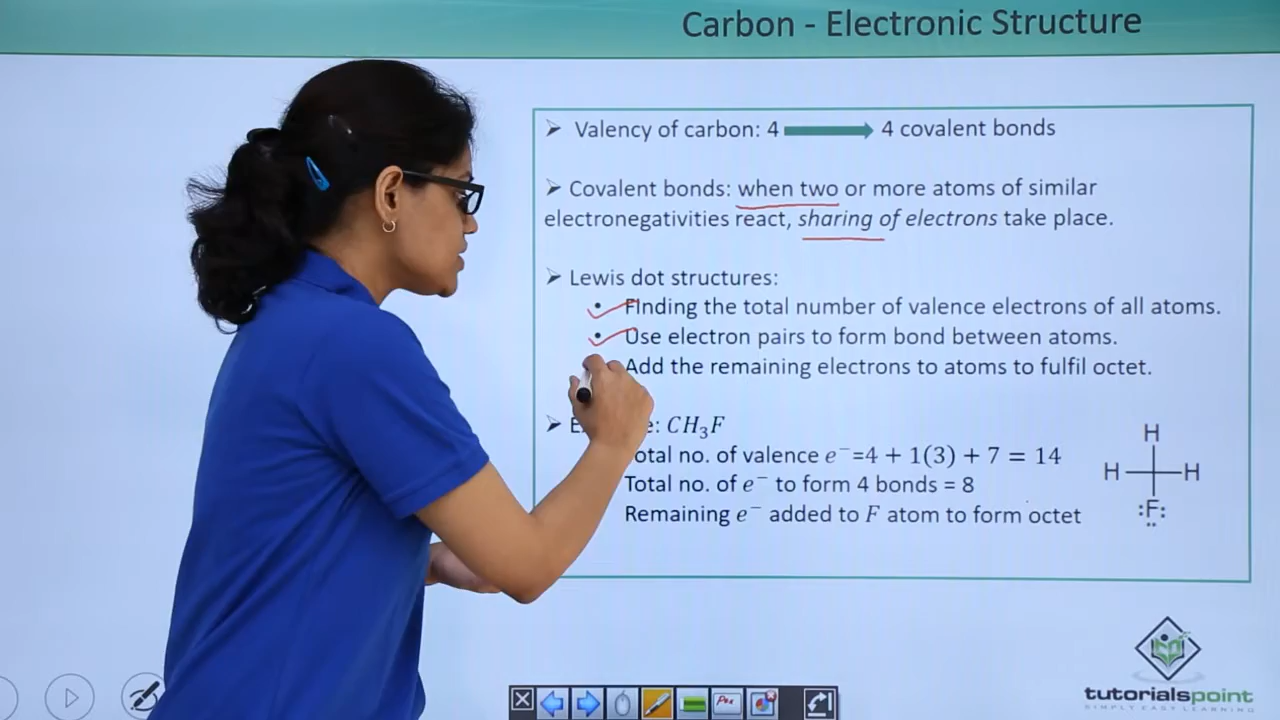 Carbon - Electronic Structure
➤ Valency of carbon: 4 → 4 covalent bonds
➤ Covalent bonds: when two or more atoms of similar
electronegativities react, sharing of electrons take place.
➤ Lewis dot structures:
• Finding the total number of valence electrons of all atoms.
• Use electron pairs to form bond between atoms.
Add the remaining electrons to atoms to fulfil octet.
➤ E e: CH₃F
otal no. of valence e⁻=4 + 1(3) + 7 = 14
Total no. of e⁻ to form 4 bonds = 8
Remaining e⁻ added to F atom to form octet
H
H H
:F:
tutorialspoint
SIMPLY EASY LEARNING
Pen